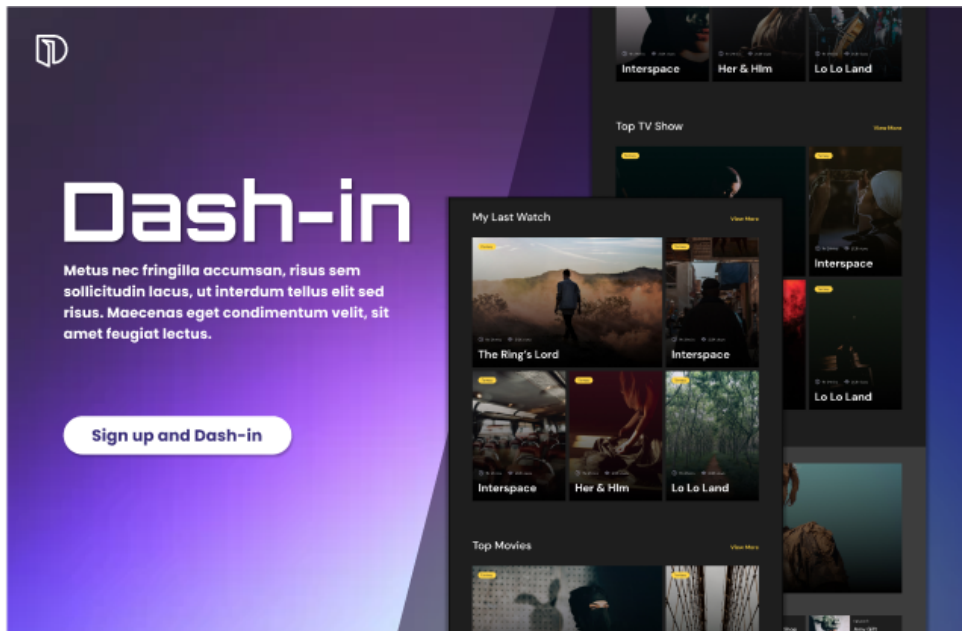 Dash-in
Metus nec fringilla accumsan, risus sem
sollicitudin lacus, ut interdum tellus elit sed
risus. Maecenas eget condimentum velit, sit
amet feugiat lectus.
Sign up and Dash-in
Interspace
Her & HIm
Lo Lo Land
Top TV Show
View More
Interspace
Lo Lo Land
My Last Watch
View More
The Ring's Lord
Interspace
Interspace
Her & HIm
Lo Lo Land
Top Movies
View More